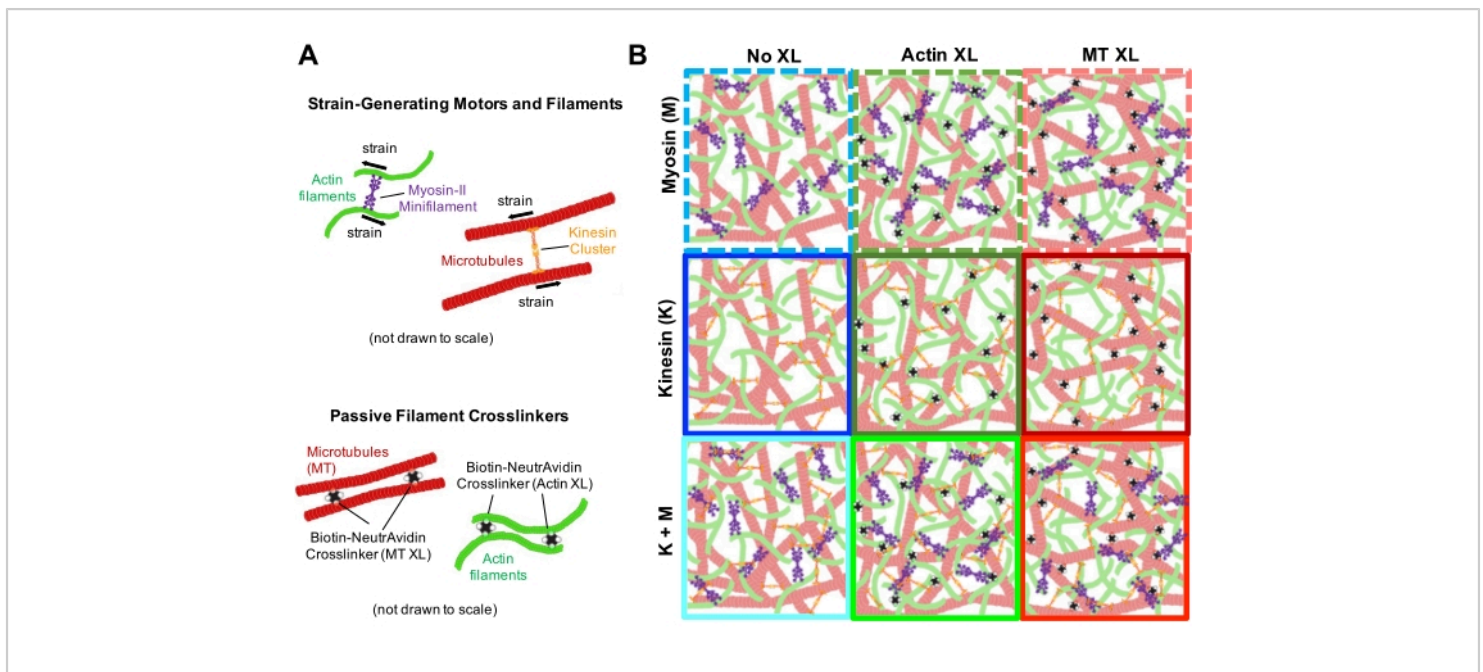 A
Strain-Generating Motors and Filaments
strain
Actin
filaments
Myosin-II
Minifilament
strain
strain
Kinesin
Cluster
Microtubules
strain
(not drawn to scale)
Passive Filament Crosslinkers
Microtubules
(MT)
Biotin-NeutrAvidin
Crosslinker (Actin XL)
Biotin-NeutrAvidin
Crosslinker (MT XL)
Actin
filaments
(not drawn to scale)
B
No XL
Actin XL
MT XL
Myosin (M)
Kinesin (K)
K + M